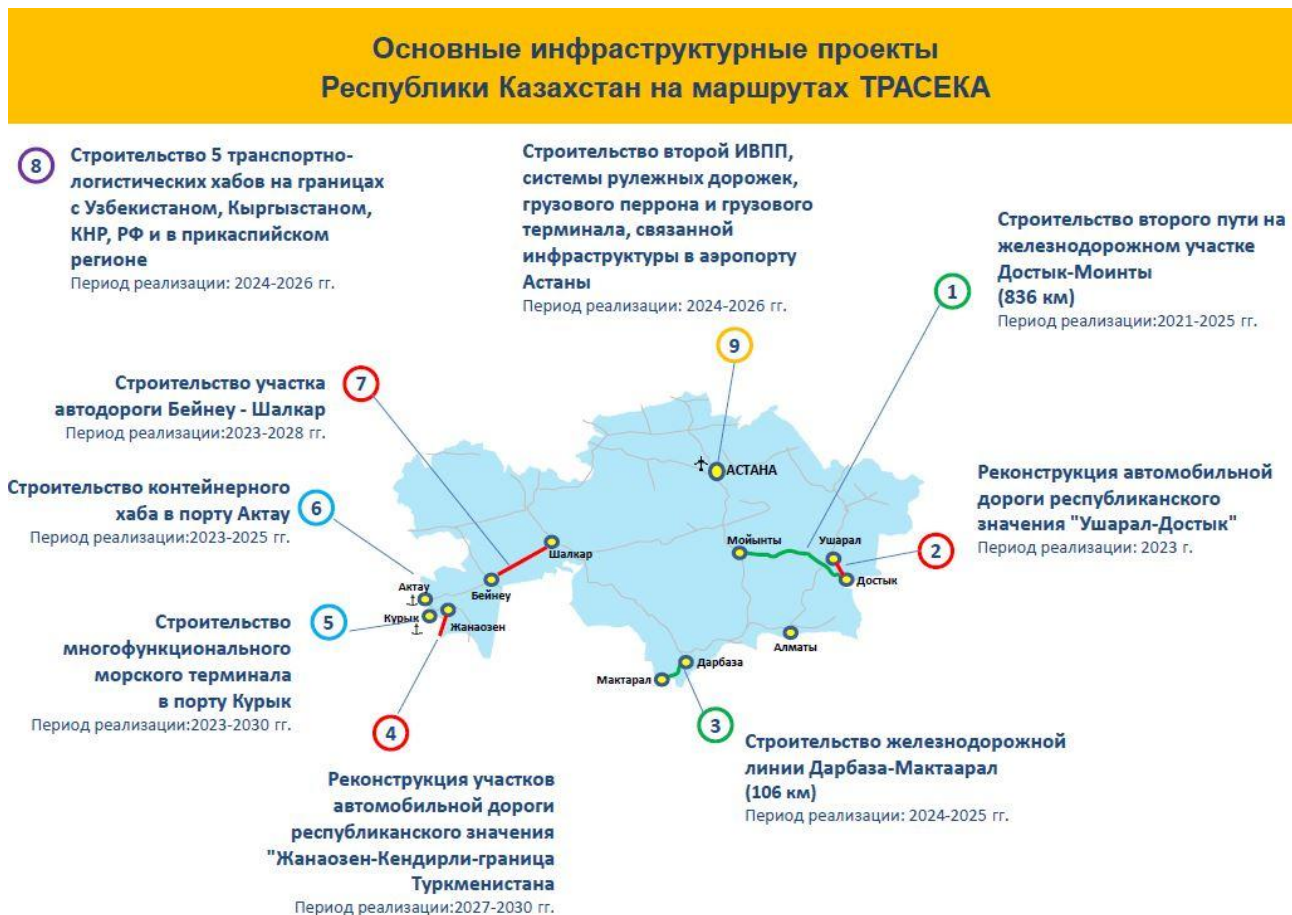 Основные инфраструктурные проекты
Республики Казахстан на маршрутах ТРАСЕКА
8
Строительство 5 транспортно-
логистических хабов на границах
с Узбекистаном, Кыргызстаном,
КНР, РФ и в прикаспийском
регионе
Период реализации: 2024-2026 гг.
Строительство второй ИВПП,
системы рулежных дорожек,
грузового перрона и грузового
терминала, связанной
инфраструктуры в аэропорту
Астаны
Период реализации: 2024-2026 гг.
9
1
Строительство второго пути на
железнодорожном участке
Достык-Моинты
(836 км)
Период реализации:2021-2025 гг.
Строительство участка
автодороги Бейнеу - Шалкар
Период реализации:2023-2028 гг.
7
Строительство контейнерного
хаба в порту Актау
Период реализации:2023-2025 гг.
6
АСТАНА
Реконструкция автомобильной
дороги республиканского
значения "Ушарал-Достык"
Период реализации: 2023 г.
2
Шалкар
Мойынты
Ушарал
Достык
Бейнеу
Актау
Курык
Жанаозен
Алматы
Дарбаза
Мактарал
Строительство
многофункционального
морского терминала
в порту Курык
Период реализации:2023-2030 гг.
5
4
Реконструкция участков
автомобильной дороги
республиканского значения
"Жанаозен-Кендирли-граница
Туркменистана
Период реализации:2027-2030 гг.
3
Строительство железнодорожной
линии Дарбаза-Мактаарал
(106 км)
Период реализации: 2024-2025 гг.